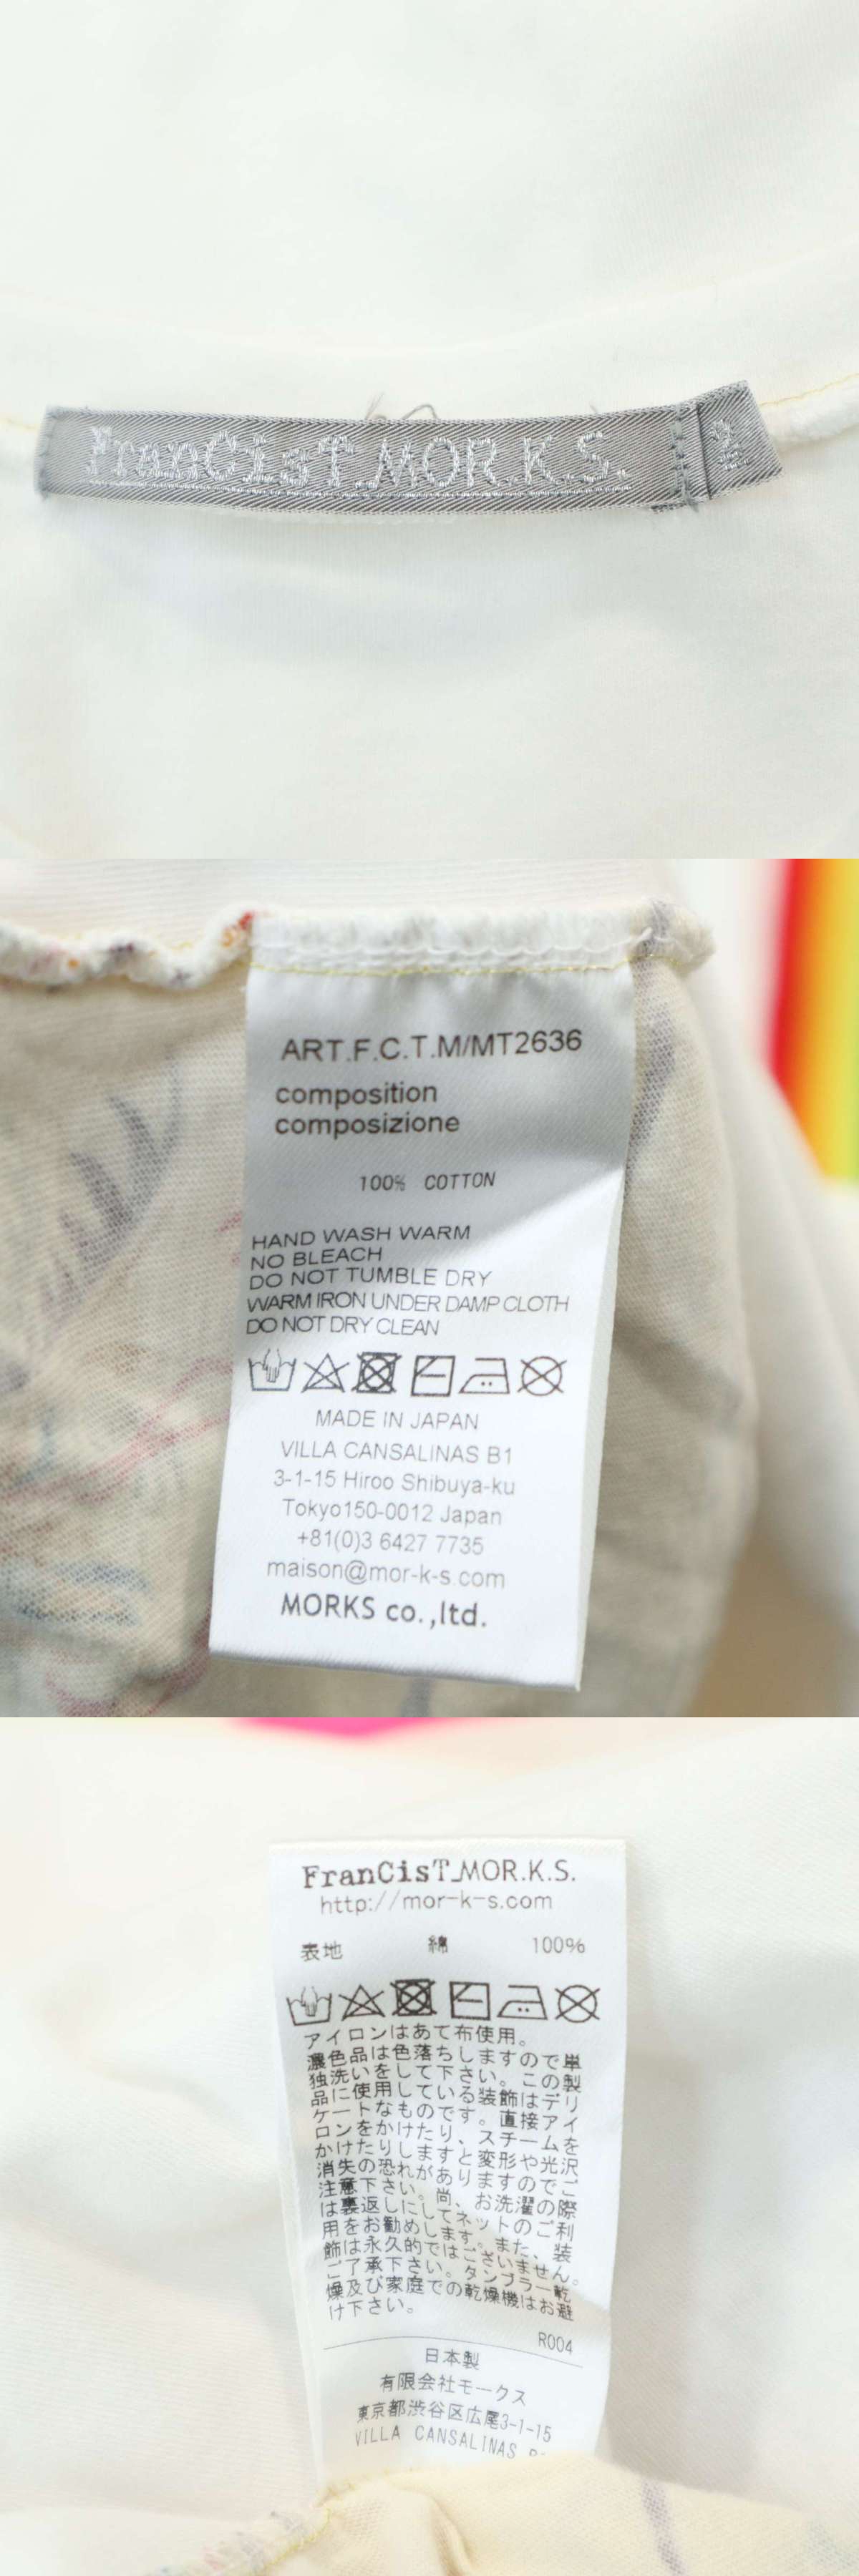 FranCisT.MOR.K.S.
2
ART.F.C.T.M/MT2636
composition
composizione
100% COTTON
HAND WASH WARM
NO BLEACH
DO NOT TUMBLE DRY
WARM IRON UNDER DAMP CLOTH
DO NOT DRY CLEAN
MADE IN JAPAN
VILLA CANSALINAS B1
3-1-15 Hiroo Shibuya-ku
Tokyo150-0012 Japan
+81(0)3 6427 7735
maison@mor-k-s.com
MORKS co.,ltd.
FranCisT_MOR.K.S.
http://mor-k-s.com
表地 綿 100%
アイロンはあて布使用。
濃色品は色落ちしますので単
独洗いをして下さい。この製
品に使用している装飾はデリ
ケートなものです。直接アイ
ロンをかけたり、スチームを
かけたりしますと変形や光沢
消失の恐れがありますのでご
注意下さい。尚、お洗濯の際
は裏返しにしてネットのご利
用をお勧めします。また、装
飾は永久的ではございません。
ご了承下さい。タンブラー乾
燥及び家庭での乾燥機はお避
け下さい。
R004
日本製
有限会社モークス
東京都渋谷区広尾3-1-15
VILLA CANSALINAS